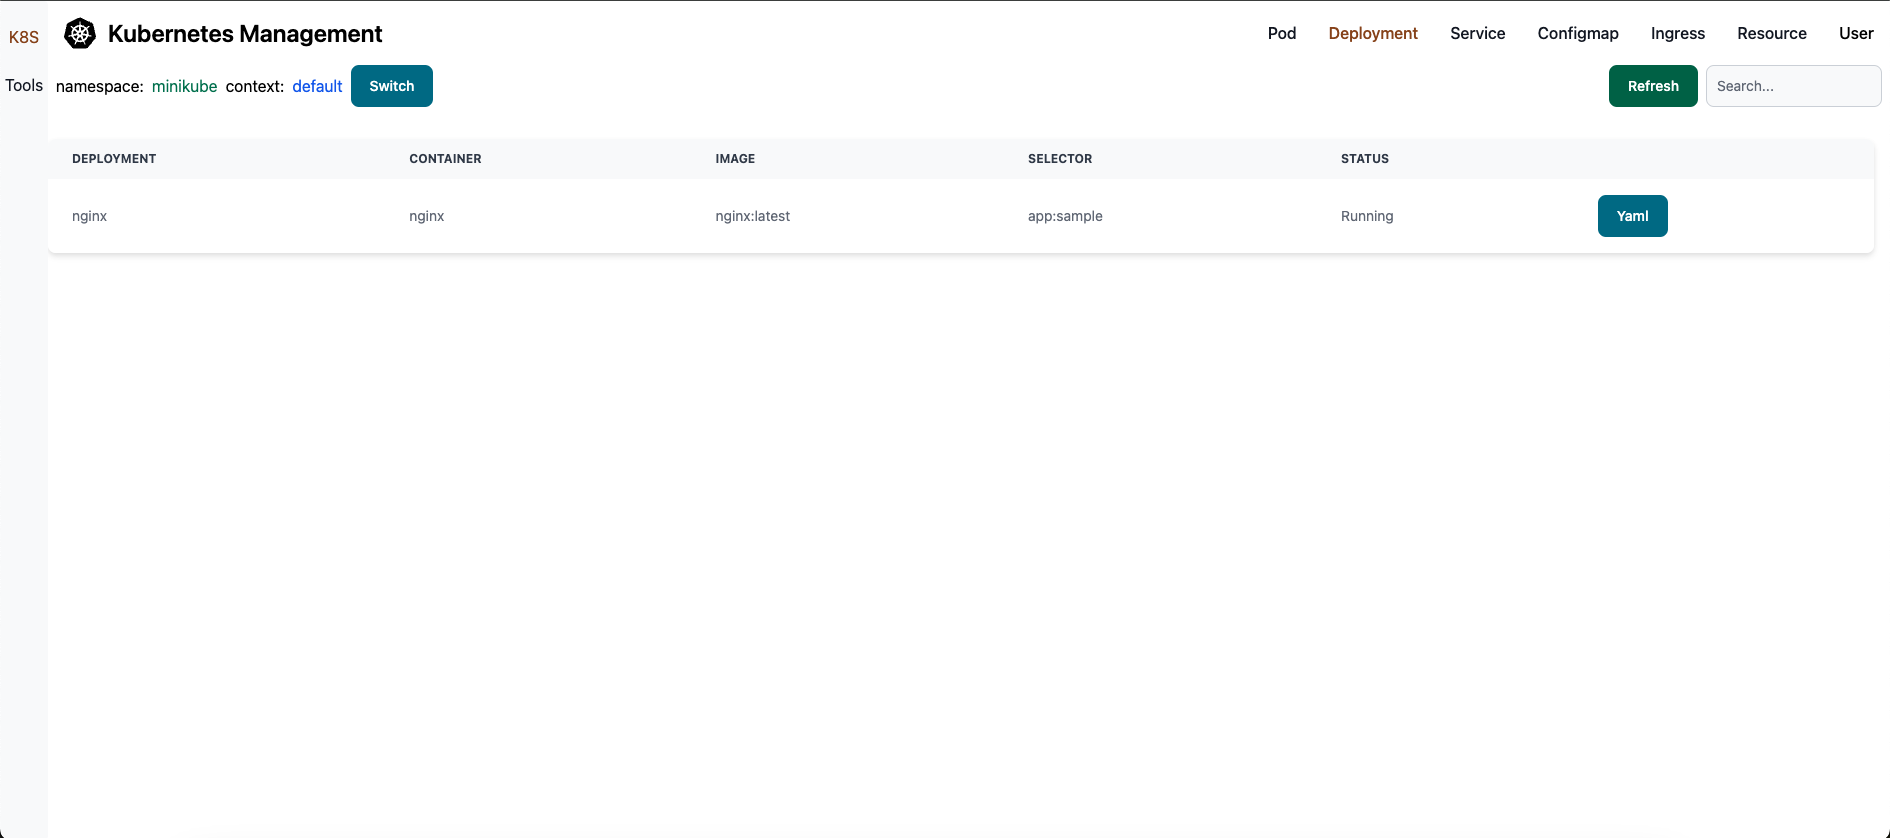 K8S
Tools
Kubernetes Management
Pod Deployment Service Configmap Ingress Resource User
namespace: minikube context: default Switch
Refresh Search...
DEPLOYMENT CONTAINER IMAGE SELECTOR STATUS
nginx nginx nginx:latest app:sample Running Yaml